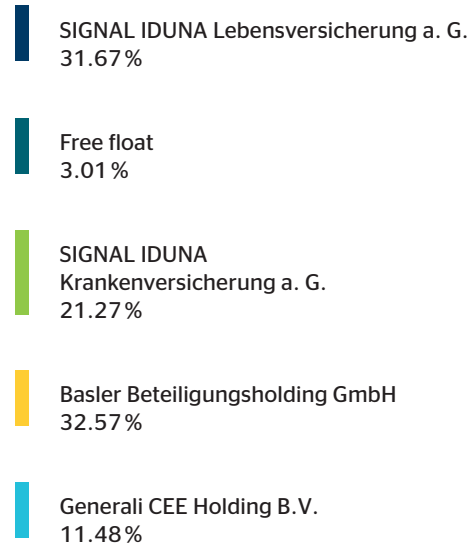 SIGNAL IDUNA Lebensversicherung a. G.
31.67 %
Free float
3.01 %
SIGNAL IDUNA
Krankenversicherung a. G.
21.27 %
Basler Beteiligungsholding GmbH
32.57 %
Generali CEE Holding B.V.
11.48 %